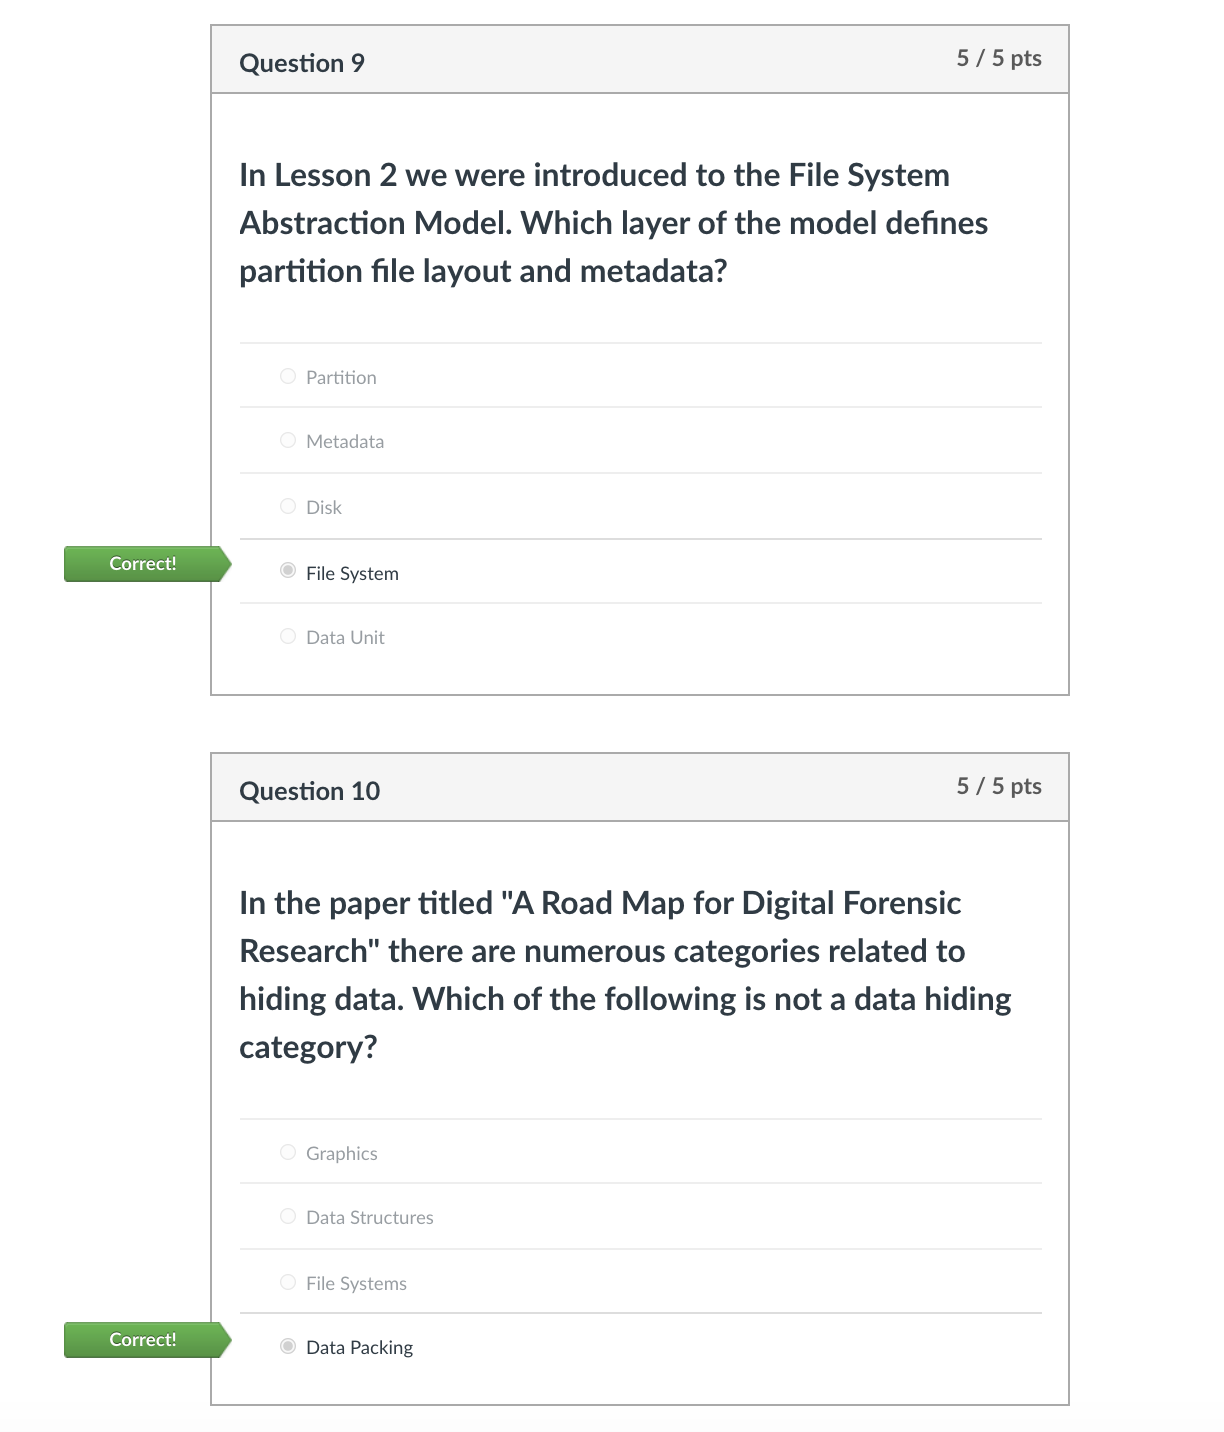 Question 9
5 / 5 pts
In Lesson 2 we were introduced to the File System
Abstraction Model. Which layer of the model defines
partition file layout and metadata?
Partition
Metadata
Disk
Correct!
File System
Data Unit
Question 10
5 / 5 pts
In the paper titled "A Road Map for Digital Forensic
Research" there are numerous categories related to
hiding data. Which of the following is not a data hiding
category?
Graphics
Data Structures
File Systems
Correct!
Data Packing